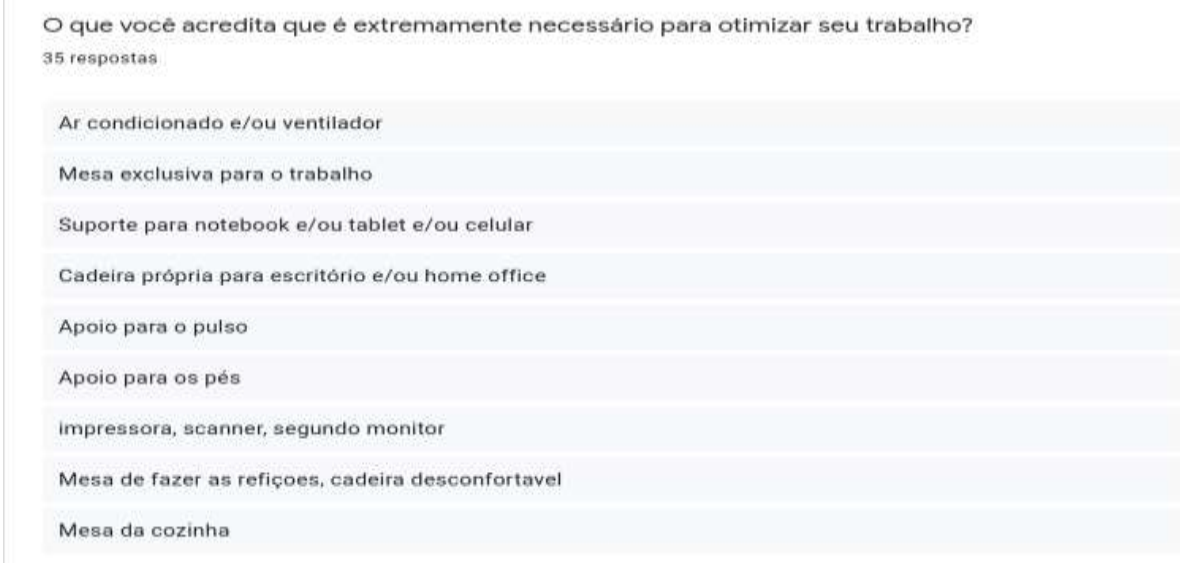 O que você acredita que é extremamente necessário para otimizar seu trabalho?
35 respostas
Ar condicionado e/ou ventilador
Mesa exclusiva para o trabalho
Suporte para notebook e/ou tablet e/ou celular
Cadeira própria para escritório e/ou home office
Apoio para o pulso
Apoio para os pés
impressora, scanner, segundo monitor
Mesa de fazer as refiçoes, cadeira desconfortavel
Mesa da cozinha